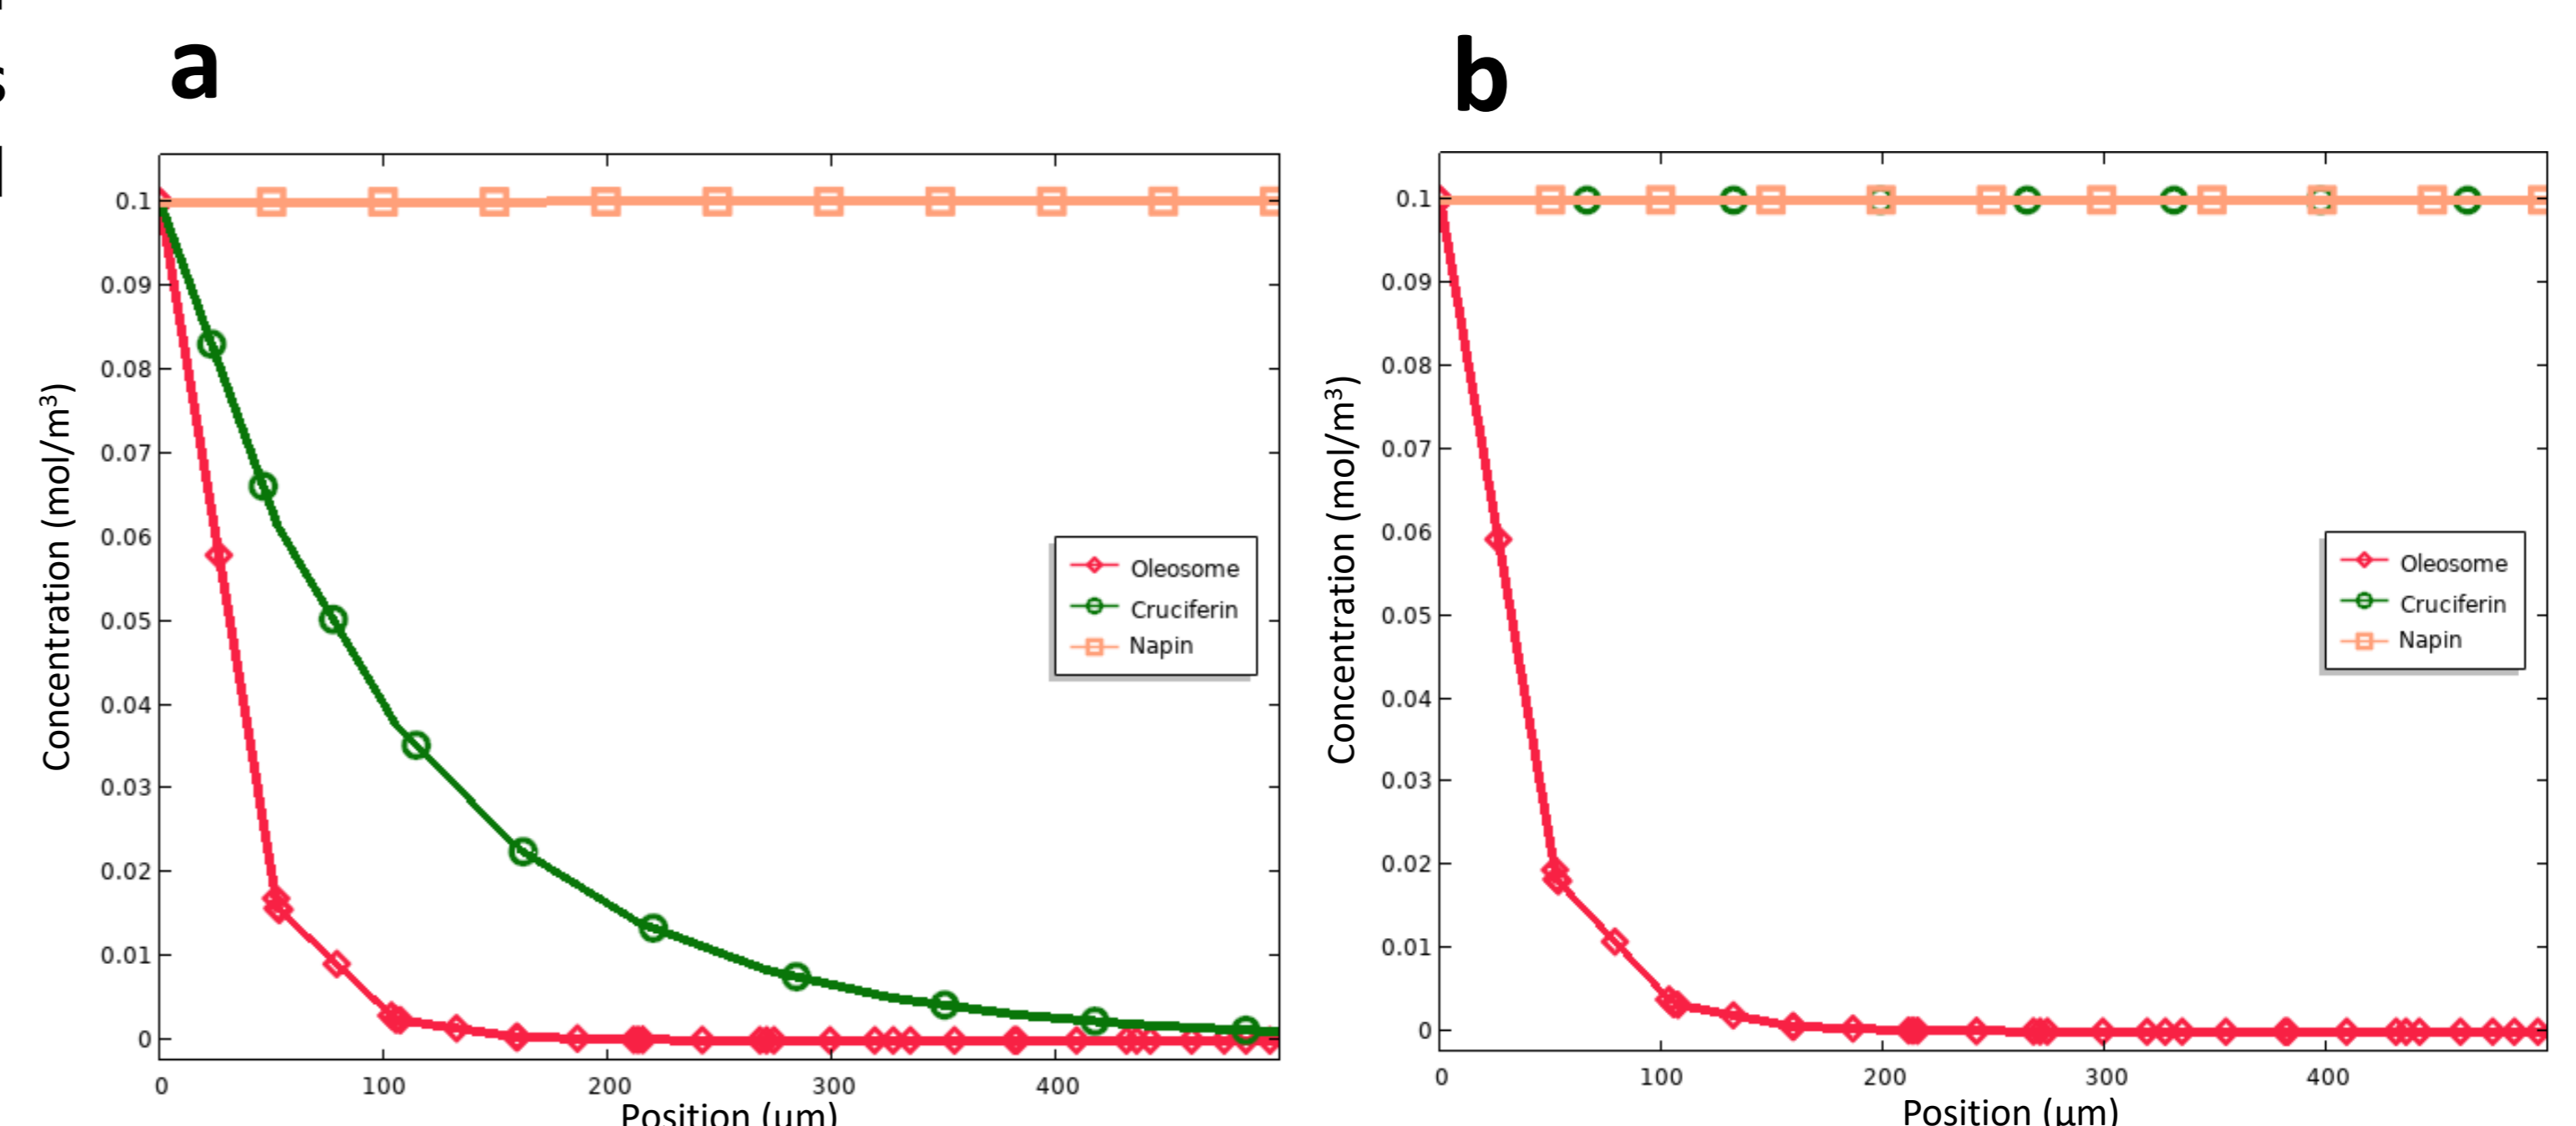 a
b
0.1
0.09
0.08
0.07
0.06
0.05
0.04
0.03
0.02
0.01
0
Concentration (mol/m³)
Oleosome
Cruciferin
Napin
0 100 200 300 400
Position (μm)
0.1
0.09
0.08
0.07
0.06
0.05
0.04
0.03
0.02
0.01
0
Concentration (mol/m³)
Oleosome
Cruciferin
Napin
0 100 200 300 400
Position (μm)